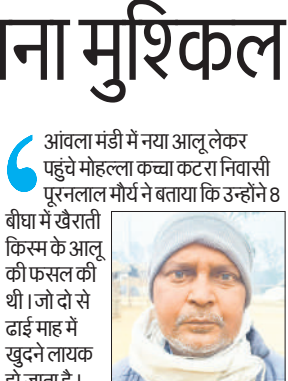 ना मुश्किल
आंवला मंडी में नया आलू लेकर
पहुंचे मोहल्ला कच्चा कटरा निवासी
पूरनलाल मौर्य ने बताया कि उन्होंने 8
बीघा में खैराती
किस्म के आलू
की फसल की
थी । जो दो से
ढाई माह में
खुदने लायक
हो जाता है ।